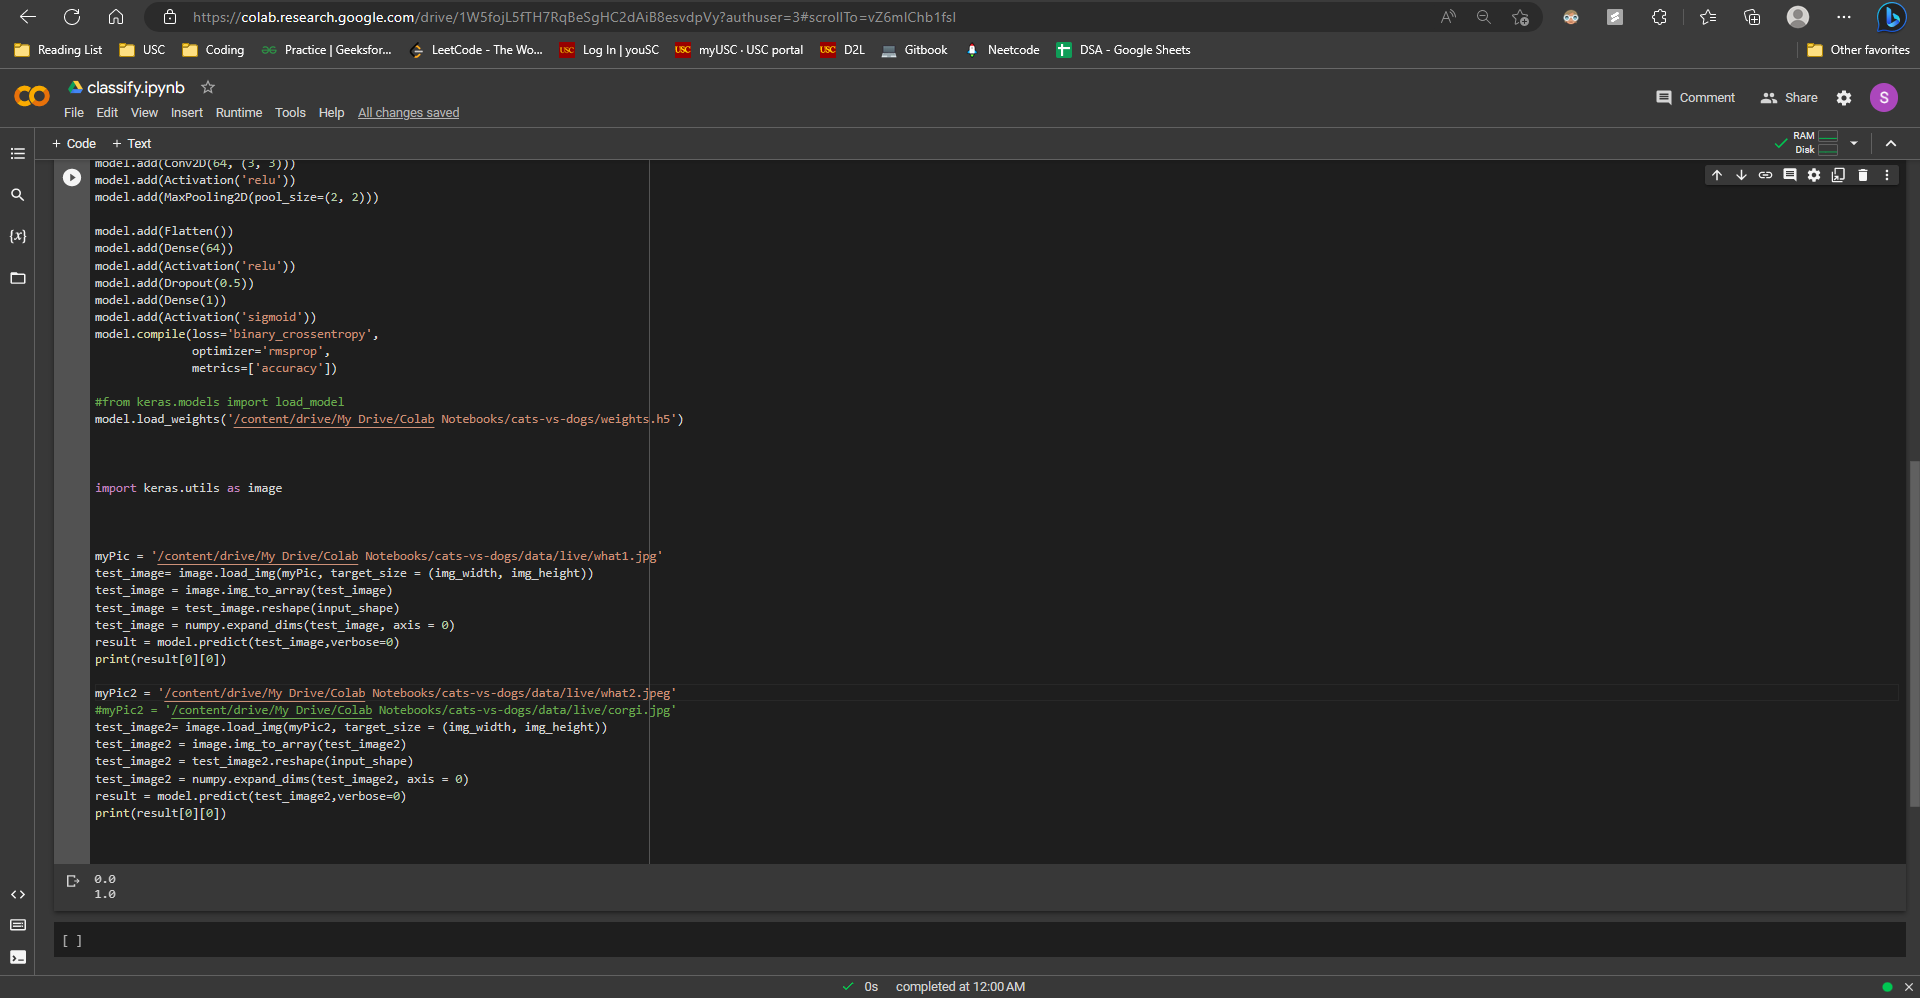 https://colab.research.google.com/drive/1W5fojL5fTH7RqBeSgHC2dAiB8esvdpVy?authuser=3#scrollTo=vZ6mlChb1fsI
Reading List USC Coding Practice | Geeksfor... LeetCode - The Wo... Log In | youSC myUSC · USC portal D2L Gitbook Neetcode DSA - Google Sheets Other favorites
classify.ipynb
Comment Share S
File Edit View Insert Runtime Tools Help All changes saved
+ Code + Text
RAM
Disk
model.add(Conv2D(64, (3, 3)))
model.add(Activation('relu'))
model.add(MaxPooling2D(pool_size=(2, 2)))
model.add(Flatten())
model.add(Dense(64))
model.add(Activation('relu'))
model.add(Dropout(0.5))
model.add(Dense(1))
model.add(Activation('sigmoid'))
model.compile(loss='binary_crossentropy',
optimizer='rmsprop',
metrics=['accuracy'])
#from keras.models import load_model
model.load_weights('/content/drive/My Drive/Colab Notebooks/cats-vs-dogs/weights.h5')
import keras.utils as image
myPic = '/content/drive/My Drive/Colab Notebooks/cats-vs-dogs/data/live/what1.jpg'
test_image= image.load_img(myPic, target_size = (img_width, img_height))
test_image = image.img_to_array(test_image)
test_image = test_image.reshape(input_shape)
test_image = numpy.expand_dims(test_image, axis = 0)
result = model.predict(test_image,verbose=0)
print(result[0][0])
myPic2 = '/content/drive/My Drive/Colab Notebooks/cats-vs-dogs/data/live/what2.jpeg'
#myPic2 = '/content/drive/My Drive/Colab Notebooks/cats-vs-dogs/data/live/corgi.jpg'
test_image2= image.load_img(myPic2, target_size = (img_width, img_height))
test_image2 = image.img_to_array(test_image2)
test_image2 = test_image2.reshape(input_shape)
test_image2 = numpy.expand_dims(test_image2, axis = 0)
result = model.predict(test_image2,verbose=0)
print(result[0][0])
0.0
1.0
[ ]
0s completed at 12:00 AM